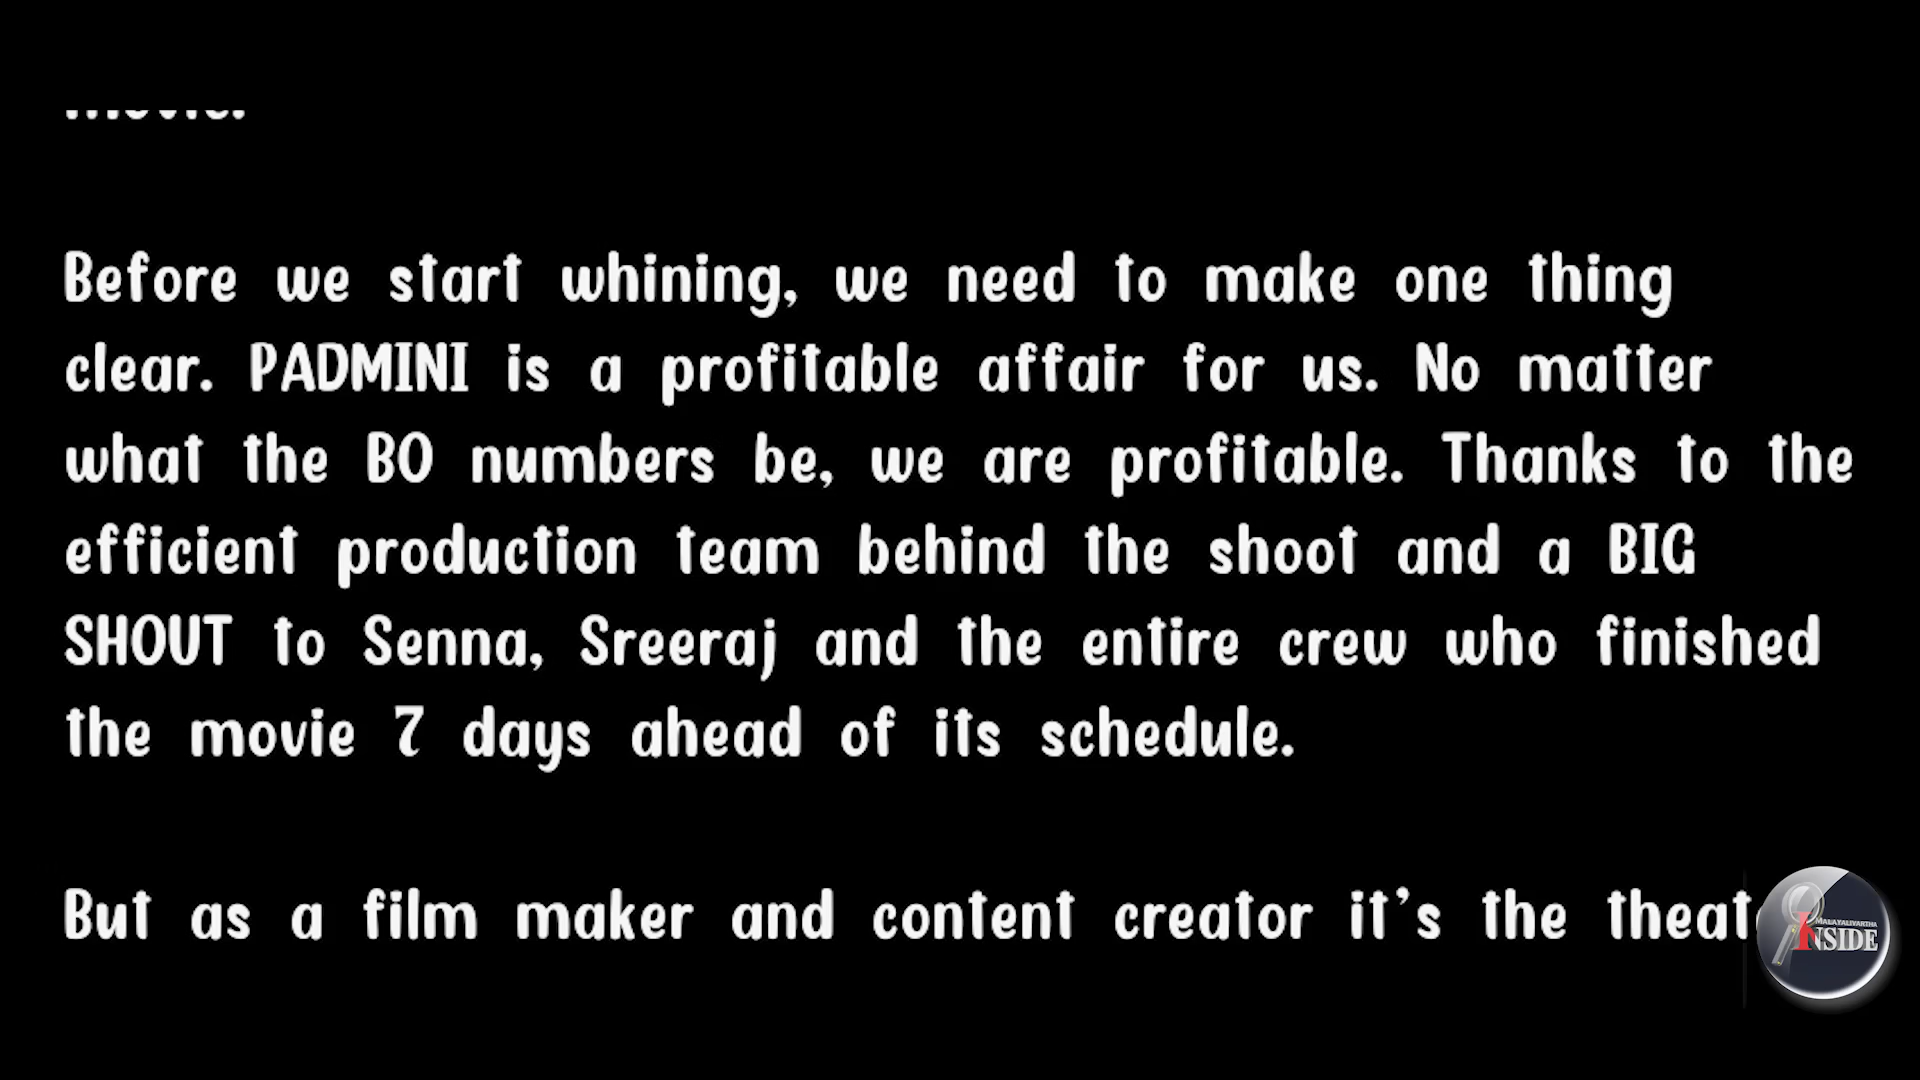 movie.
Before we start whining, we need to make one thing
clear. PADMINI is a profitable affair for us. No matter
what the BO numbers be, we are profitable. Thanks to the
efficient production team behind the shoot and a BIG
SHOUT to Senna, Sreeraj and the entire crew who finished
the movie 7 days ahead of its schedule.
But as a film maker and content creator it's the
MALAYALIVARTHA
INSIDE